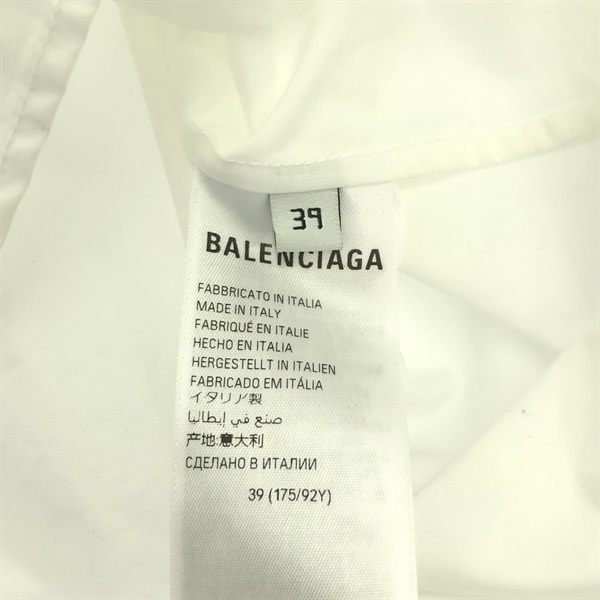 39
BALENCIAGA
FABBRICATO IN ITALIA
MADE IN ITALY
FABRIQUÉ EN ITALIE
HECHO EN ITALIA
HERGESTELLT IN ITALIEN
FABRICADO EM ITÁLIA
イタリア製
صنع في إيطاليا
产地:意大利
СДЕЛАНО В ИТАЛИИ
39 (175/92Y)